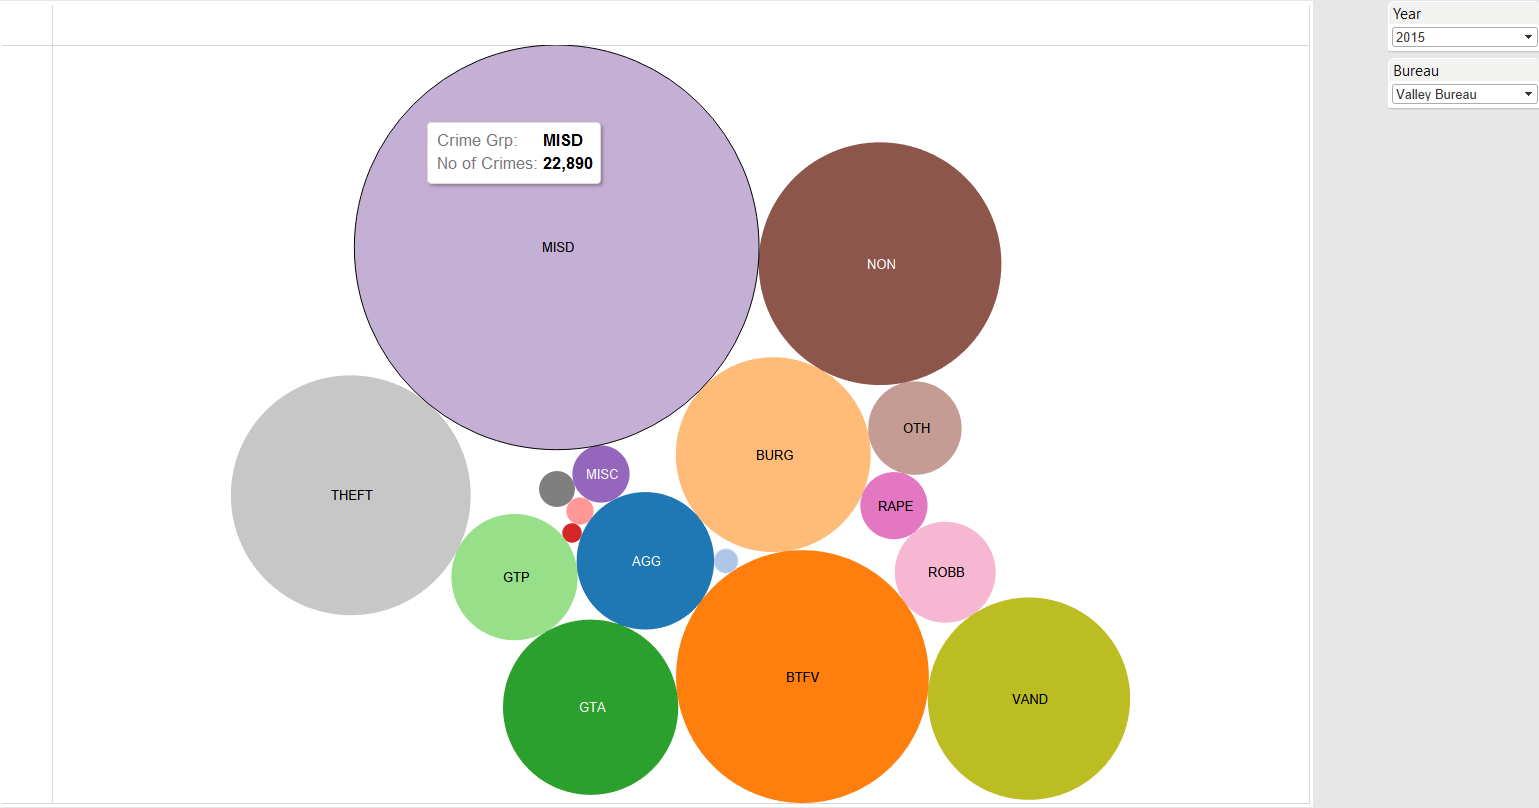 Year
2015
Bureau
Valley Bureau
Crime Grp: MISD
No of Crimes: 22,890
MISD
NON
OTH
BURG
MISC
THEFT
RAPE
AGG
ROBB
GTP
BTFV
VAND
GTA